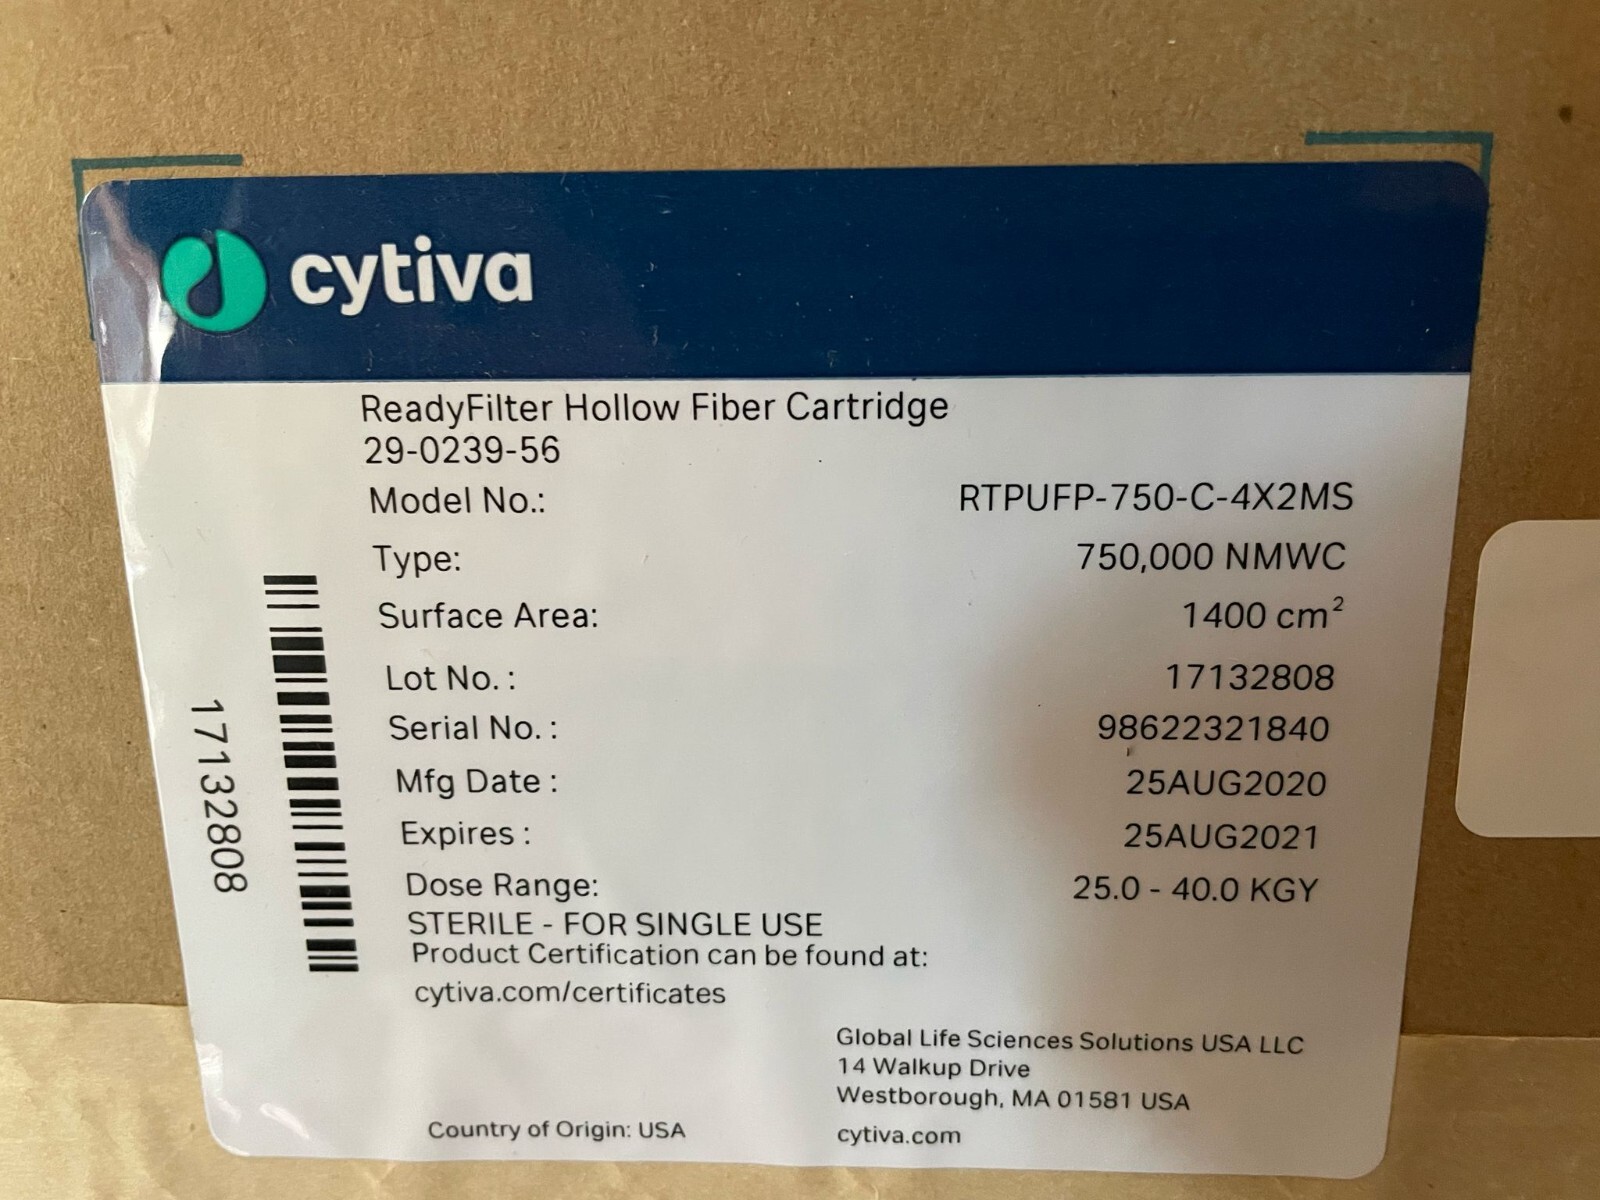 cytiva
ReadyFilter Hollow Fiber Cartridge
29-0239-56
Model No.: RTPUFP-750-C-4X2MS
Type: 750,000 NMWC
Surface Area: 1400 cm²
Lot No. : 17132808
Serial No. : 98622321840
Mfg Date : 25AUG2020
Expires : 25AUG2021
Dose Range: 25.0 - 40.0 KGY
STERILE - FOR SINGLE USE
Product Certification can be found at:
cytiva.com/certificates
17132808
Global Life Sciences Solutions USA LLC
14 Walkup Drive
Westborough, MA 01581 USA
Country of Origin: USA
cytiva.com